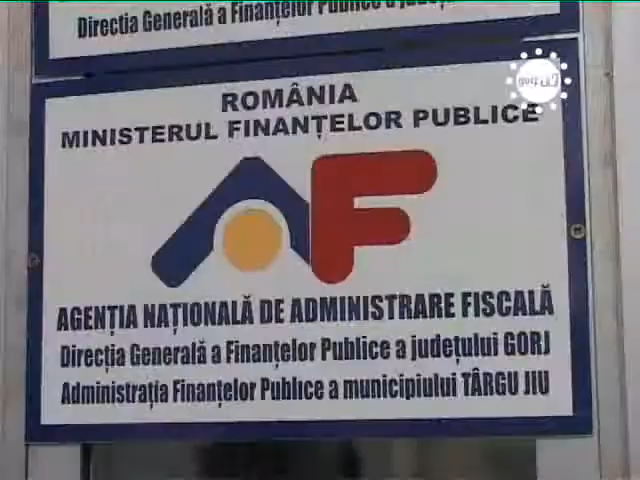 Direcția Generală a Finanțelor Publice a
ROMÂNIA
MINISTERUL FINANȚELOR PUBLICE
AF
AGENȚIA NAȚIONALĂ DE ADMINISTRARE FISCALĂ
Direcția Generală a Finanțelor Publice a județului GORJ
Administrația Finanțelor Publice a municipiului TÂRGU JIU